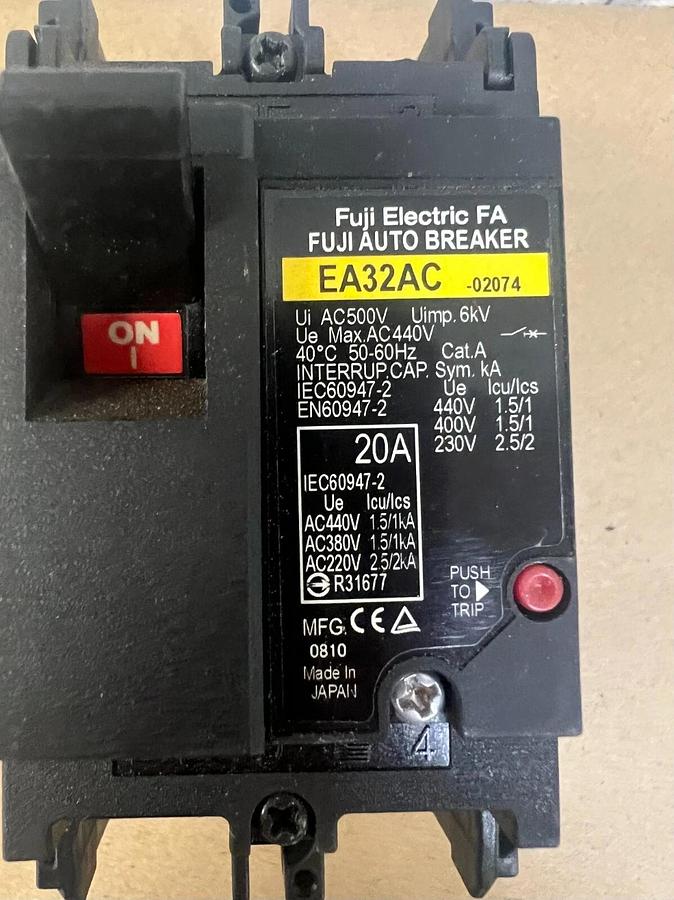 Fuji Electric FA
FUJI AUTO BREAKER
EA32AC -02074
Ui AC500V Uimp. 6kV
Ue Max. AC440V
40°C 50-60Hz Cat.A
INTERRUP.CAP. Sym. kA
IEC60947-2 Ue Icu/Ics
EN60947-2 440V 1.5/1
400V 1.5/1
230V 2.5/2
ON
I
20A
IEC60947-2
Ue Icu/Ics
AC440V 1.5/1kA
AC380V 1.5/1kA
AC220V 2.5/2kA
R31677
PUSH
TO
TRIP
MFG. CE
0810
Made In
JAPAN
4